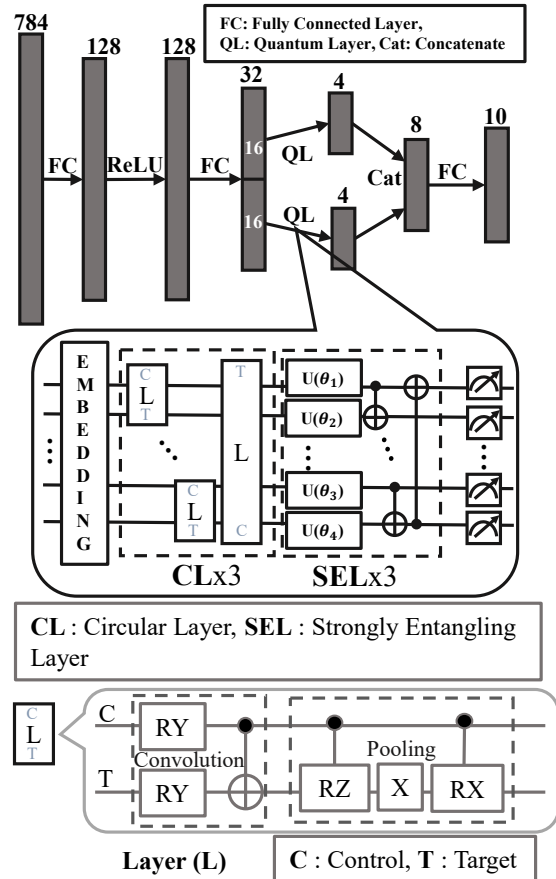 784
FC: Fully Connected Layer,
QL: Quantum Layer, Cat: Concatenate
128
128
32
4
8
10
FC
ReLU
FC
16
QL
Cat
FC
16
QL
4
EMBEDDING
C
L
T
T
L
C
C
L
T
U(θ1)
U(θ2)
U(θ3)
U(θ4)
CLx3
SELx3
CL : Circular Layer, SEL : Strongly Entangling
Layer
C
L
T
C
RY
Convolution
Pooling
T
RY
RZ
X
RX
Layer (L)
C : Control, T : Target